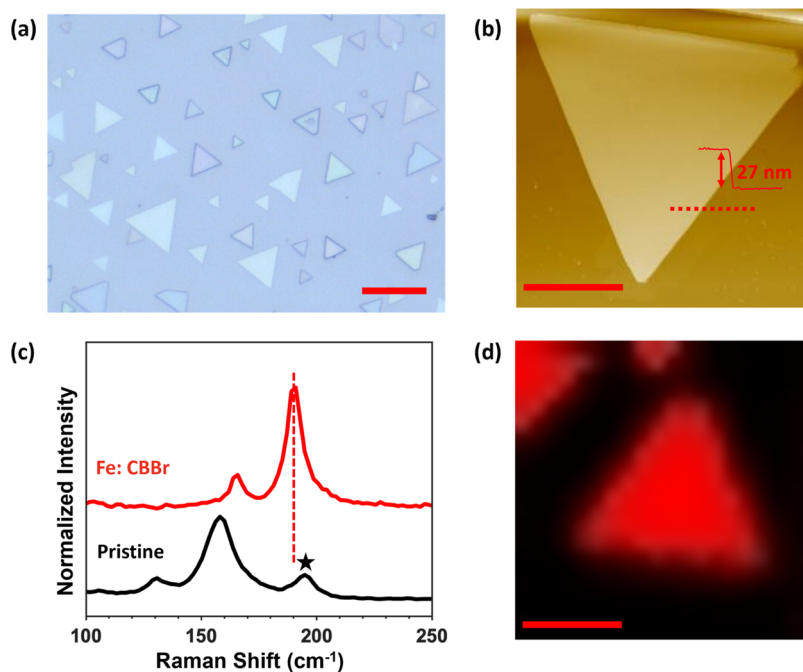 (a)
(b)
27 nm
(c)
Normalized Intensity
Fe: CBBr
Pristine
★
100 150 200 250
Raman Shift (cm⁻¹)
(d)